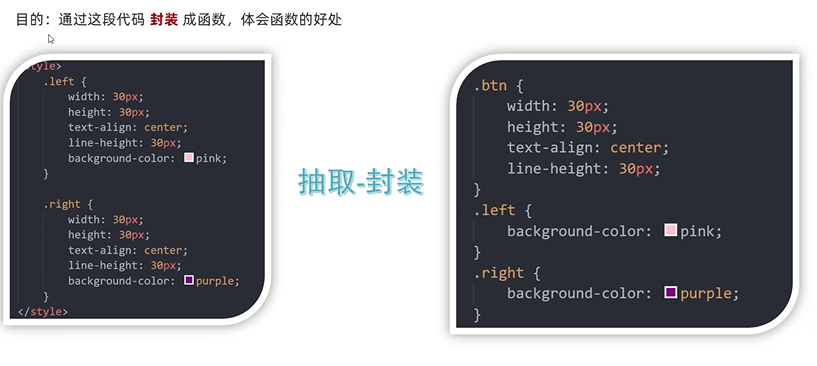 目的：通过这段代码 封装 成函数，体会函数的好处
style>
.left {
width: 30px;
height: 30px;
text-align: center;
line-height: 30px;
background-color: pink;
}
.right {
width: 30px;
height: 30px;
text-align: center;
line-height: 30px;
background-color: purple;
}
</style>
抽取-封装
.btn {
width: 30px;
height: 30px;
text-align: center;
line-height: 30px;
}
.left {
background-color: pink;
}
.right {
background-color: purple;
}